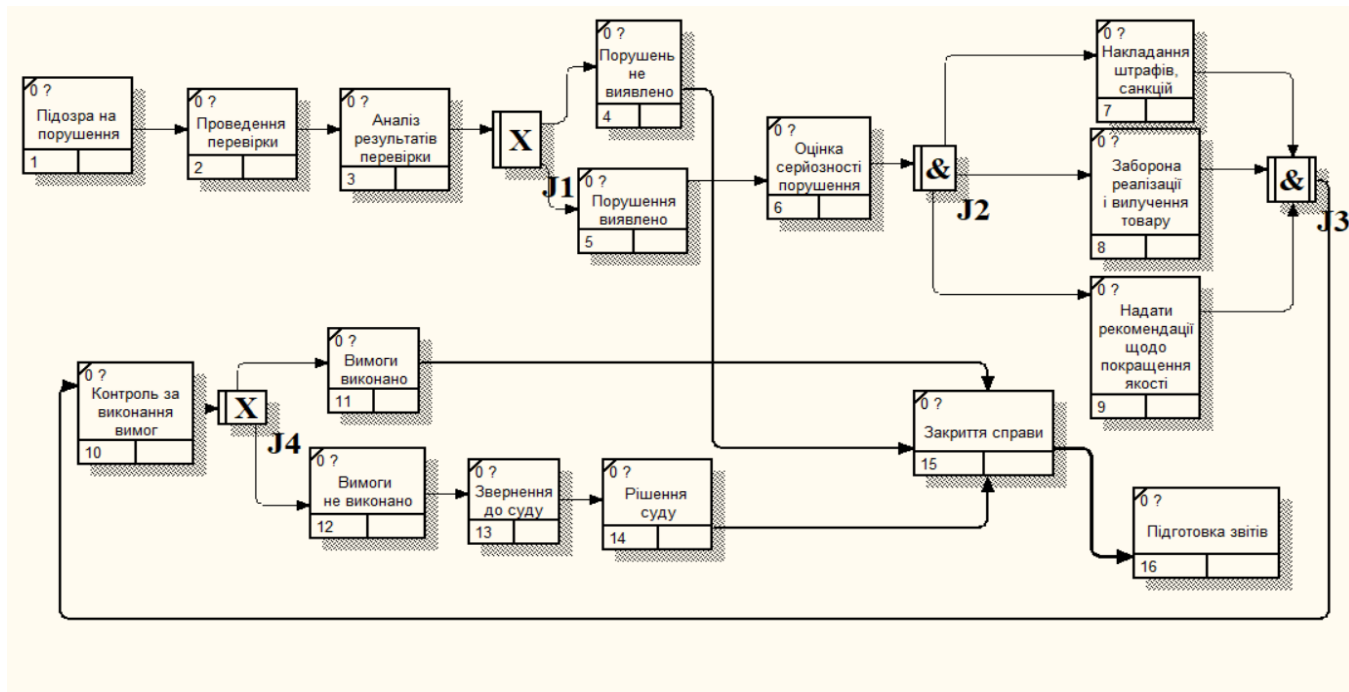 0 ?
Підозра на
порушення
1
0 ?
Проведення
перевірки
2
0 ?
Аналіз
результатів
перевірки
3
X
J1
0 ?
Порушень
не
виявлено
4
0 ?
Порушення
виявлено
5
0 ?
Оцінка
серйозності
порушення
6
&
J2
0 ?
Накладання
штрафів,
санкцій
7
0 ?
Заборона
реалізації
і вилучення
товару
8
0 ?
Надати
рекомендації
щодо
покращення
якості
9
&
J3
0 ?
Контроль за
виконання
вимог
10
X
J4
0 ?
Вимоги
виконано
11
0 ?
Вимоги
не виконано
12
0 ?
Звернення
до суду
13
0 ?
Рішення
суду
14
0 ?
Закриття справи
15
0 ?
Підготовка звітів
16